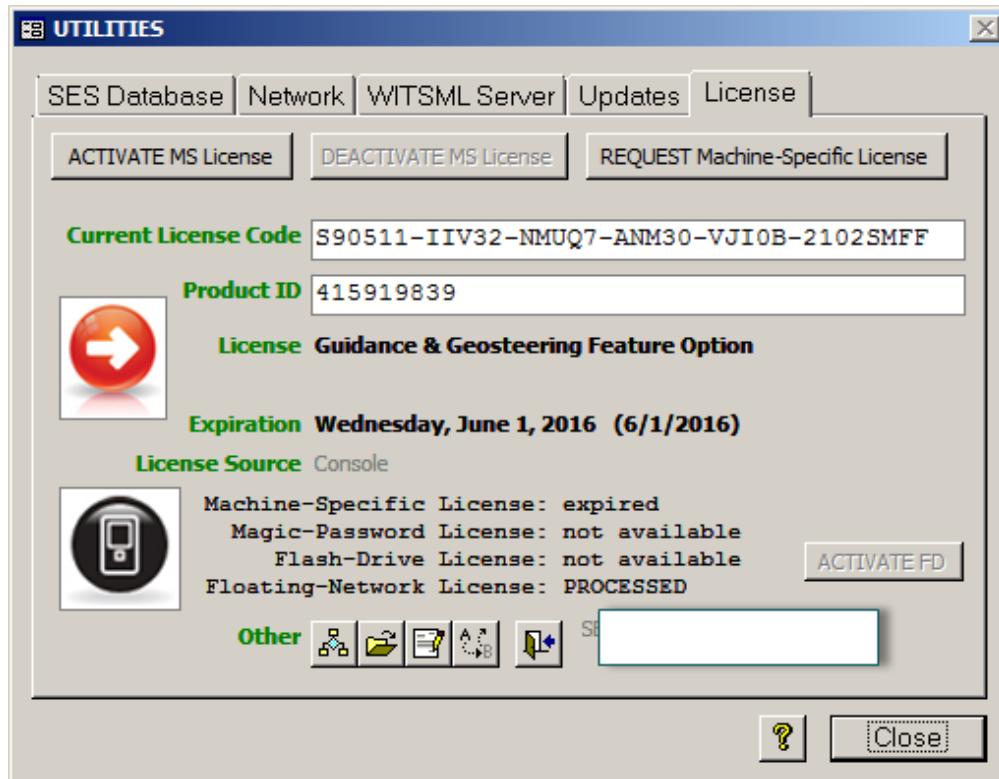 UTILITIES
SES Database Network WITSML Server Updates License
ACTIVATE MS License DEACTIVATE MS License REQUEST Machine-Specific License
Current License Code S90511-IIV32-NMUQ7-ANM30-VJI0B-2102SMFF
Product ID 415919839
License Guidance & Geosteering Feature Option
Expiration Wednesday, June 1, 2016 (6/1/2016)
License Source Console
Machine-Specific License: expired
Magic-Password License: not available
Flash-Drive License: not available
ACTIVATE FD
Floating-Network License: PROCESSED
Other
A B
?
Close